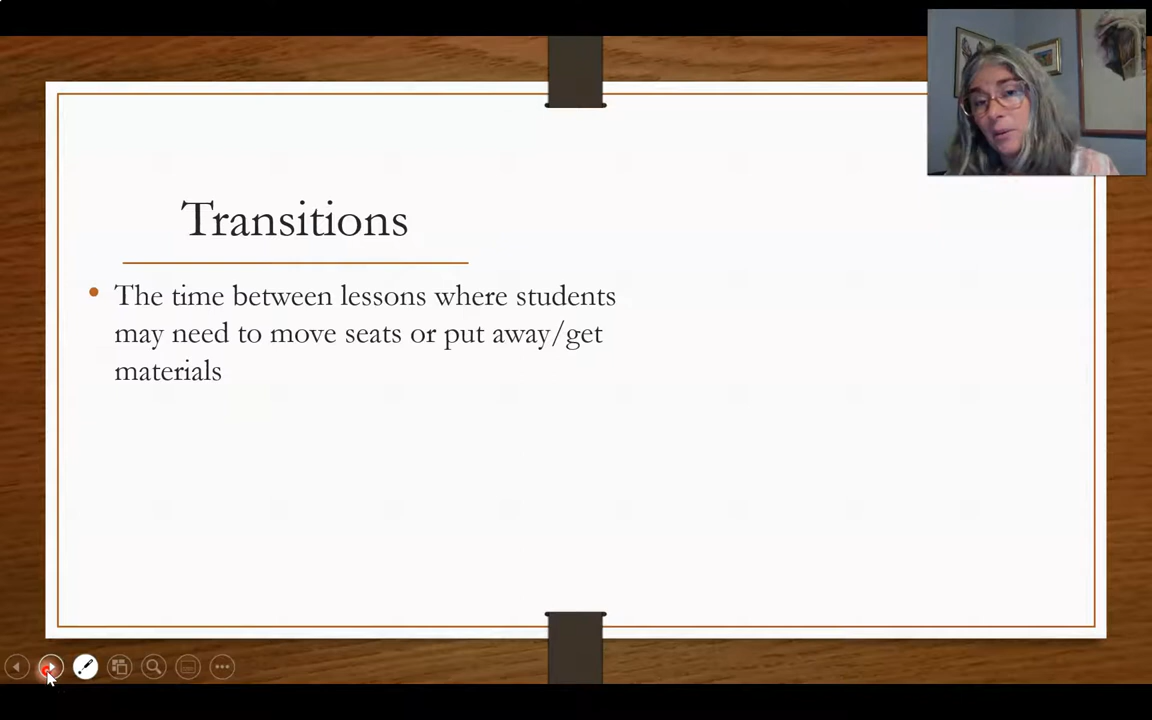 Transitions
• The time between lessons where students
may need to move seats or put away/get
materials